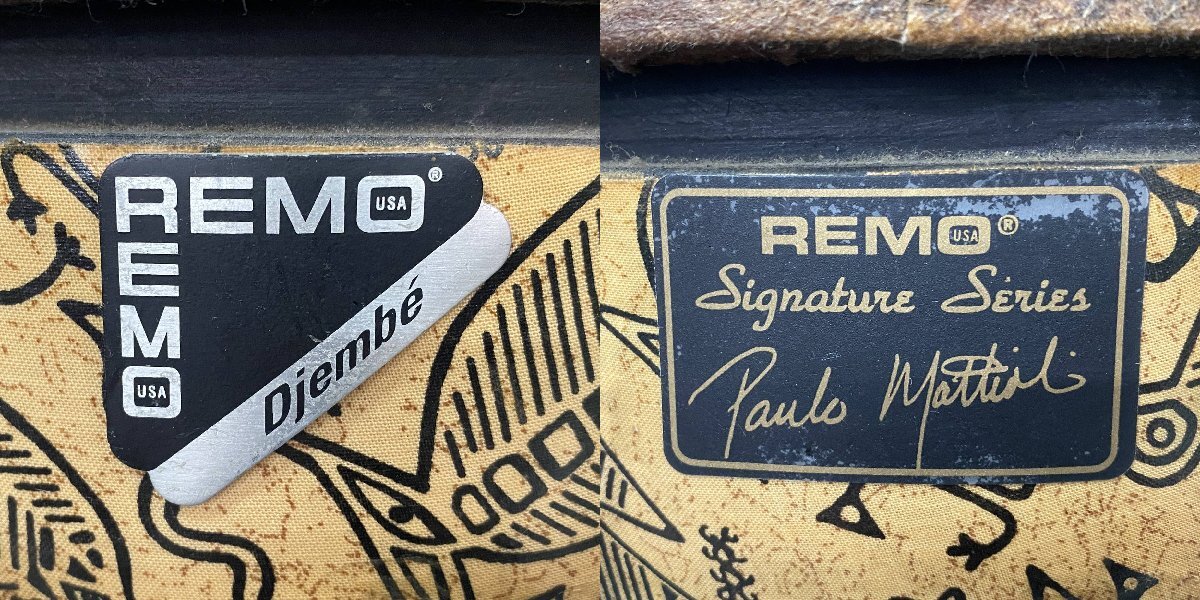 REMO USA ®
REMO USA
Djembé
REMO USA ®
Signature Series
Paulo Mattioli